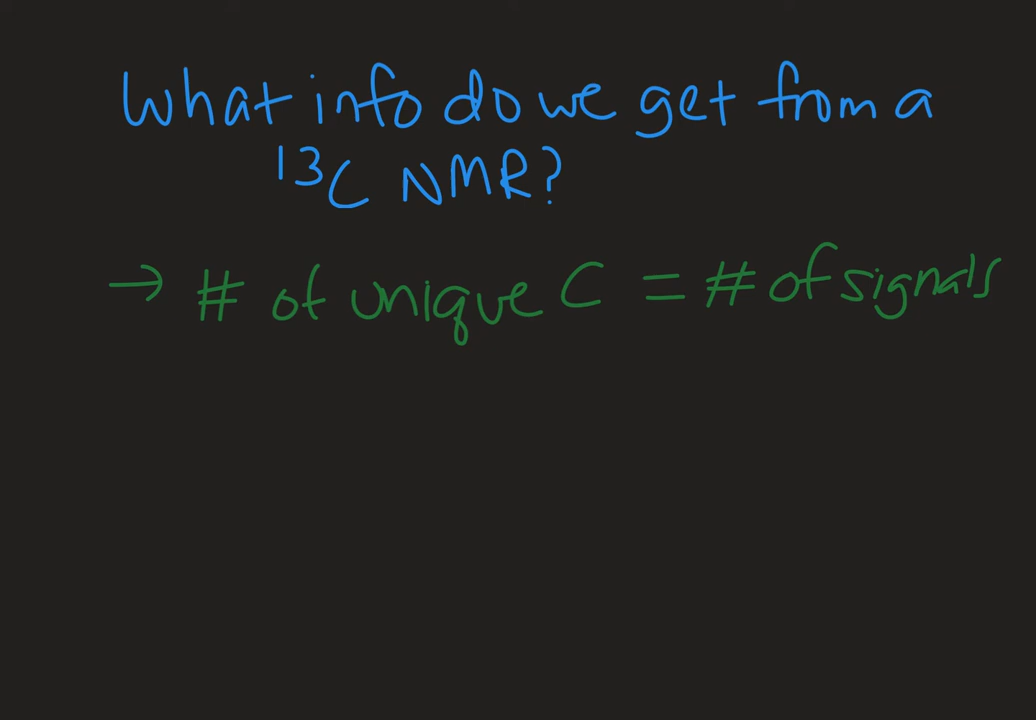 What info do we get from a
¹³C NMR?
→ # of unique C = # of signals